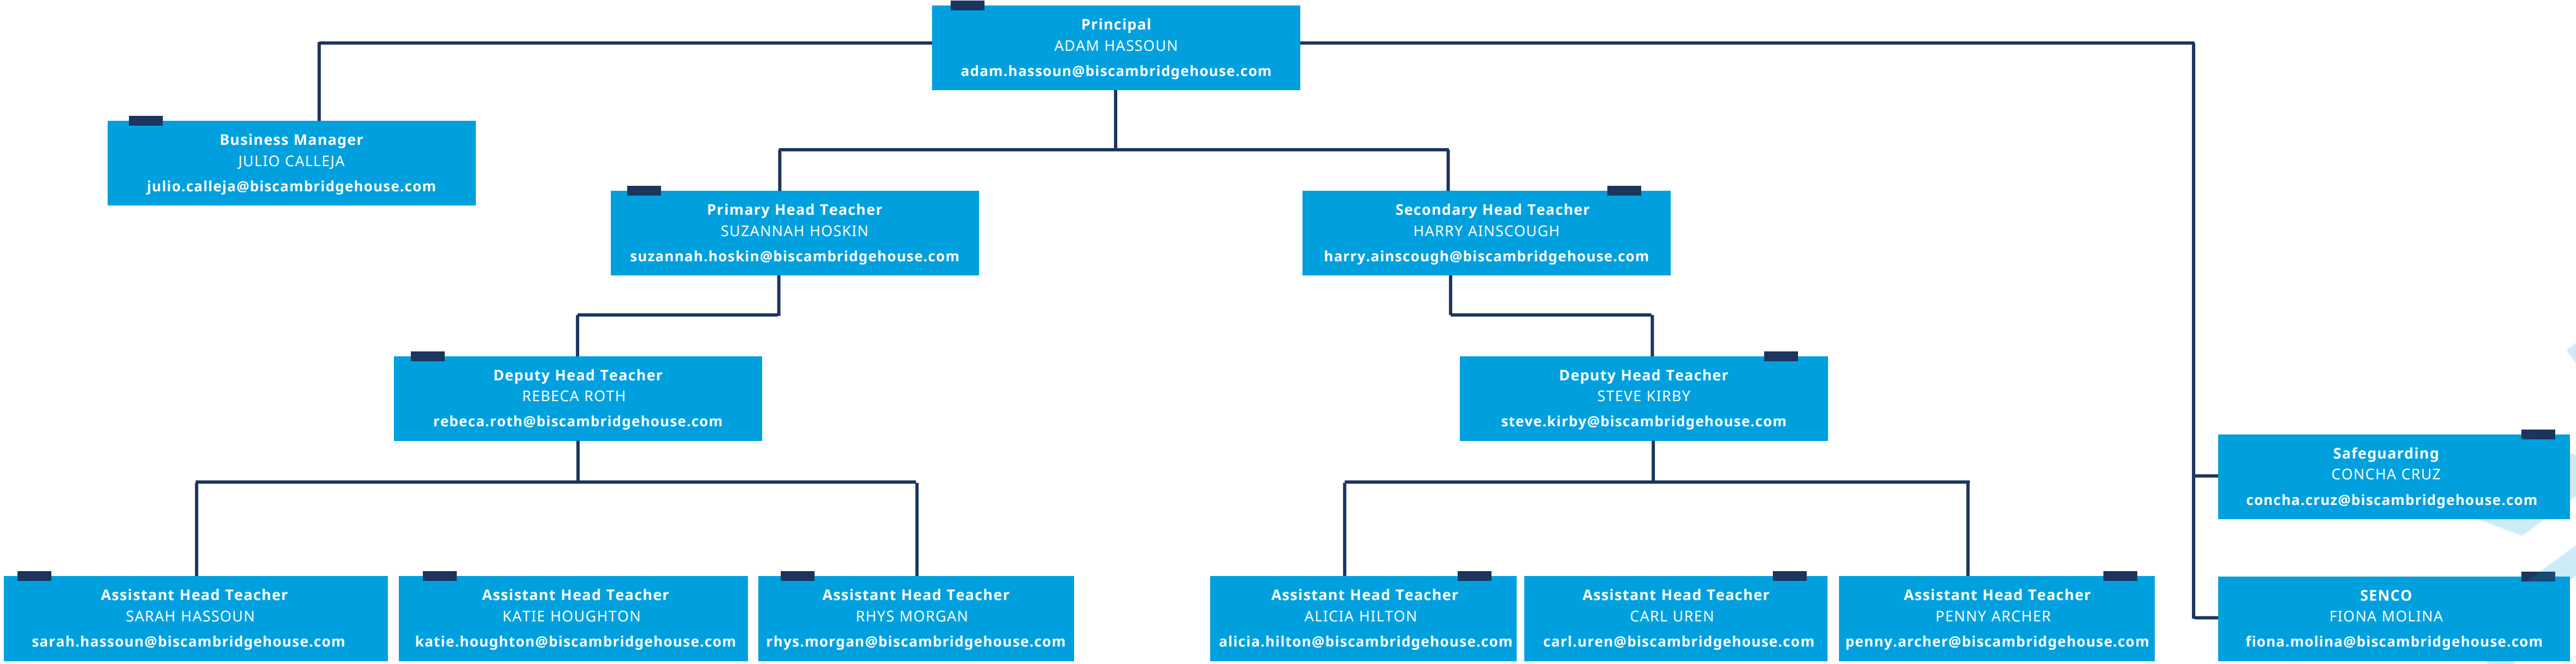 Principal
ADAM HASSOUN
adam.hassoun@biscambridgehouse.com
Business Manager
JULIO CALLEJA
julio.calleja@biscambridgehouse.com
Primary Head Teacher
SUZANNAH HOSKIN
suzannah.hoskin@biscambridgehouse.com
Secondary Head Teacher
HARRY AINSCOUGH
harry.ainscough@biscambridgehouse.com
Deputy Head Teacher
REBECA ROTH
rebeca.roth@biscambridgehouse.com
Deputy Head Teacher
STEVE KIRBY
steve.kirby@biscambridgehouse.com
Safeguarding
CONCHA CRUZ
concha.cruz@biscambridgehouse.com
Assistant Head Teacher
SARAH HASSOUN
sarah.hassoun@biscambridgehouse.com
Assistant Head Teacher
KATIE HOUGHTON
katie.houghton@biscambridgehouse.com
Assistant Head Teacher
RHYS MORGAN
rhys.morgan@biscambridgehouse.com
Assistant Head Teacher
ALICIA HILTON
alicia.hilton@biscambridgehouse.com
Assistant Head Teacher
CARL UREN
carl.uren@biscambridgehouse.com
Assistant Head Teacher
PENNY ARCHER
penny.archer@biscambridgehouse.com
SENCO
FIONA MOLINA
fiona.molina@biscambridgehouse.com